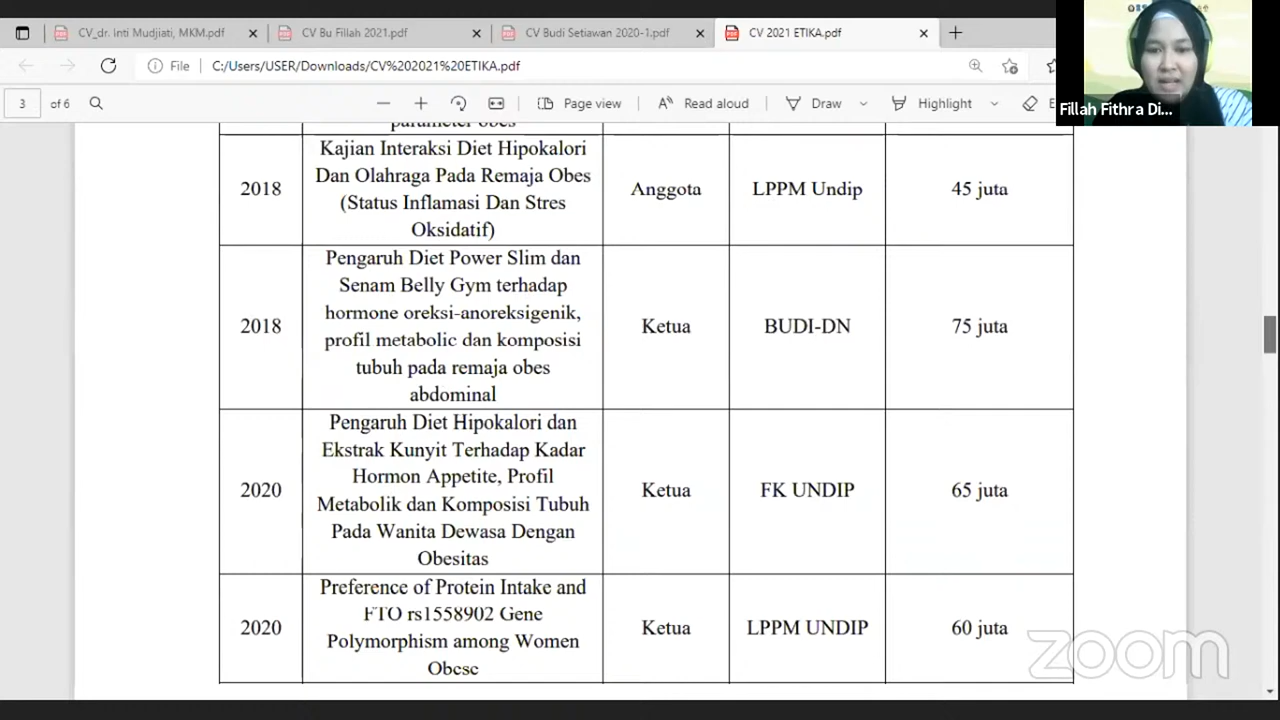 CV_dr. Inti Mudjiati, MKM.pdf
CV Bu Fillah 2021.pdf
CV Budi Setiawan 2020-1.pdf
CV 2021 ETIKA.pdf
File
C:/Users/USER/Downloads/CV%202021%20ETIKA.pdf
3
of 6
Page view
Read aloud
Draw
Highlight
Fillah Fithra Di...
parameter obes
2018
Kajian Interaksi Diet Hipokalori
Dan Olahraga Pada Remaja Obes
(Status Inflamasi Dan Stres
Oksidatif)
Anggota
LPPM Undip
45 juta
2018
Pengaruh Diet Power Slim dan
Senam Belly Gym terhadap
hormone oreksi-anoreksigenik,
profil metabolic dan komposisi
tubuh pada remaja obes
abdominal
Ketua
BUDI-DN
75 juta
2020
Pengaruh Diet Hipokalori dan
Ekstrak Kunyit Terhadap Kadar
Hormon Appetite, Profil
Metabolik dan Komposisi Tubuh
Pada Wanita Dewasa Dengan
Obesitas
Ketua
FK UNDIP
65 juta
2020
Preference of Protein Intake and
FTO rs1558902 Gene
Polymorphism among Women
Obese
Ketua
LPPM UNDIP
60 juta
zoom